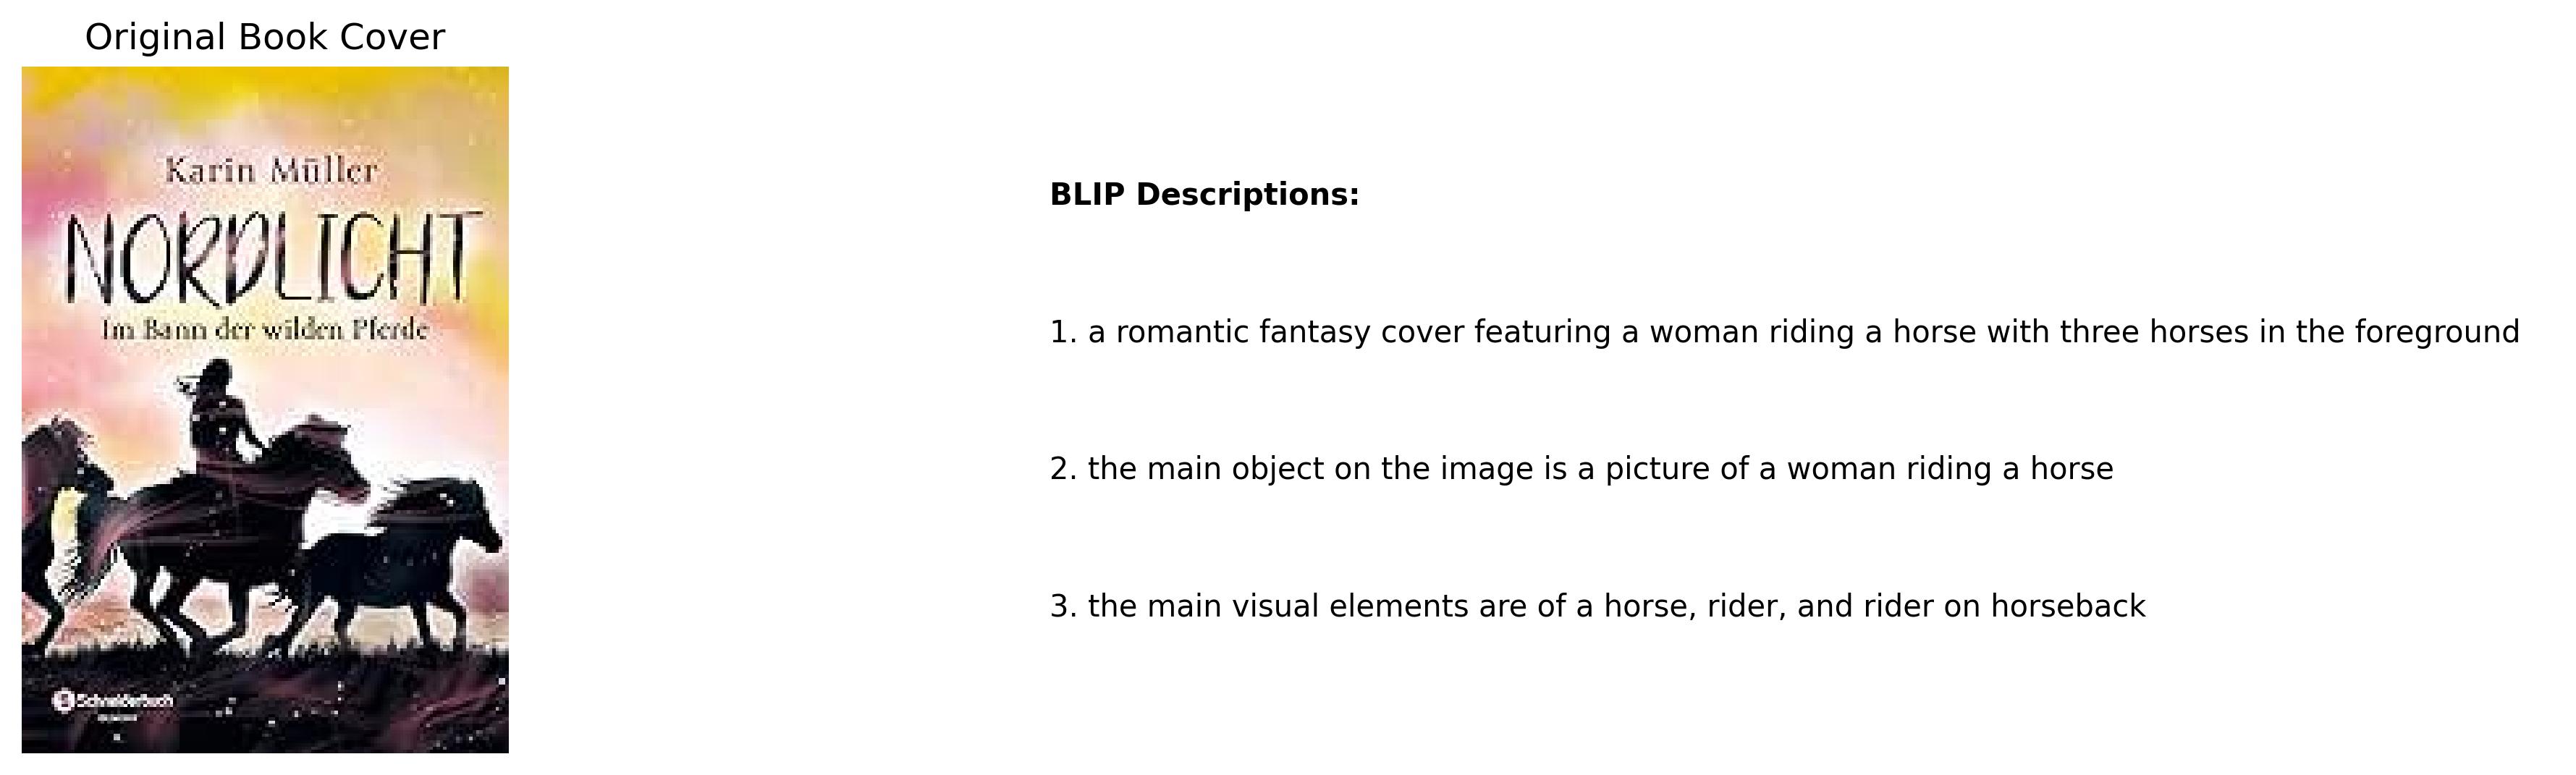 Original Book Cover
Karin Müller
NORDLICHT
Im Bann der wilden Pferde
Schneiderbuch
BLIP Descriptions:
1. a romantic fantasy cover featuring a woman riding a horse with three horses in the foreground
2. the main object on the image is a picture of a woman riding a horse
3. the main visual elements are of a horse, rider, and rider on horseback